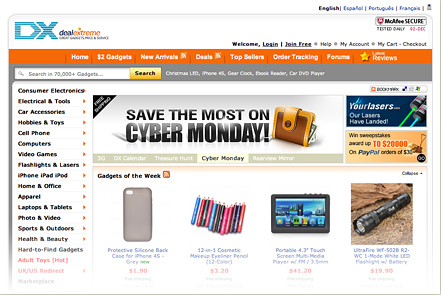 English| Español | Português | Français |
DX dealextreme
GREAT GADGETS, PRICE & SERVICE
McAfee SECURE
TESTED DAILY 02-DEC
Welcome, Login | Join Free Help My Account My Cart - Checkout
Home $2 Gadgets New Arrivals Deals Top Sellers Order Tracking Forums Latest Reviews
Search in 70,000+ Gadgets... Search Christmas LED, iPhone 4S, Gear Clock, Ebook Reader, Car DVD Player
Consumer Electronics
Electrical & Tools
Car Accessories
Hobbies & Toys
Cell Phone
Computers
Video Games
Flashlights & Lasers
iPhone iPad iPod
Home & Office
Apparel
Laptops & Tablets
Photo & Video
Sports & Outdoors
Health & Beauty
Hard-to-Find Gadgets
Adult Toys [Hot]
UK/US Redirect
Marketplace
FREE SHIPPING
SAVE THE MOST ON
CYBER MONDAY!
3G DX Calendar Treasure Hunt Cyber Monday Rearview Mirror
BOOKMARK
Your lasers...
Our Lasers
Have Landed!
Win sweepstakes
award up TO $20000
On PayPal orders of $30
GO
Gadgets of the Week
Collapse
Protective Silicone Back
Case for iPhone 4S -
Grey new
$1.90
12-in-1 Cosmetic
Makeup Eyeliner Pencil
(12-Color)
$3.20
Portable 4.3" Touch
Screen Multi-Media
Player w/ FM / 3.5mm
$41.20
UltraFire WF-502B R2-
WC 1-Mode White LED
Flashlight w/ Battery
$19.90